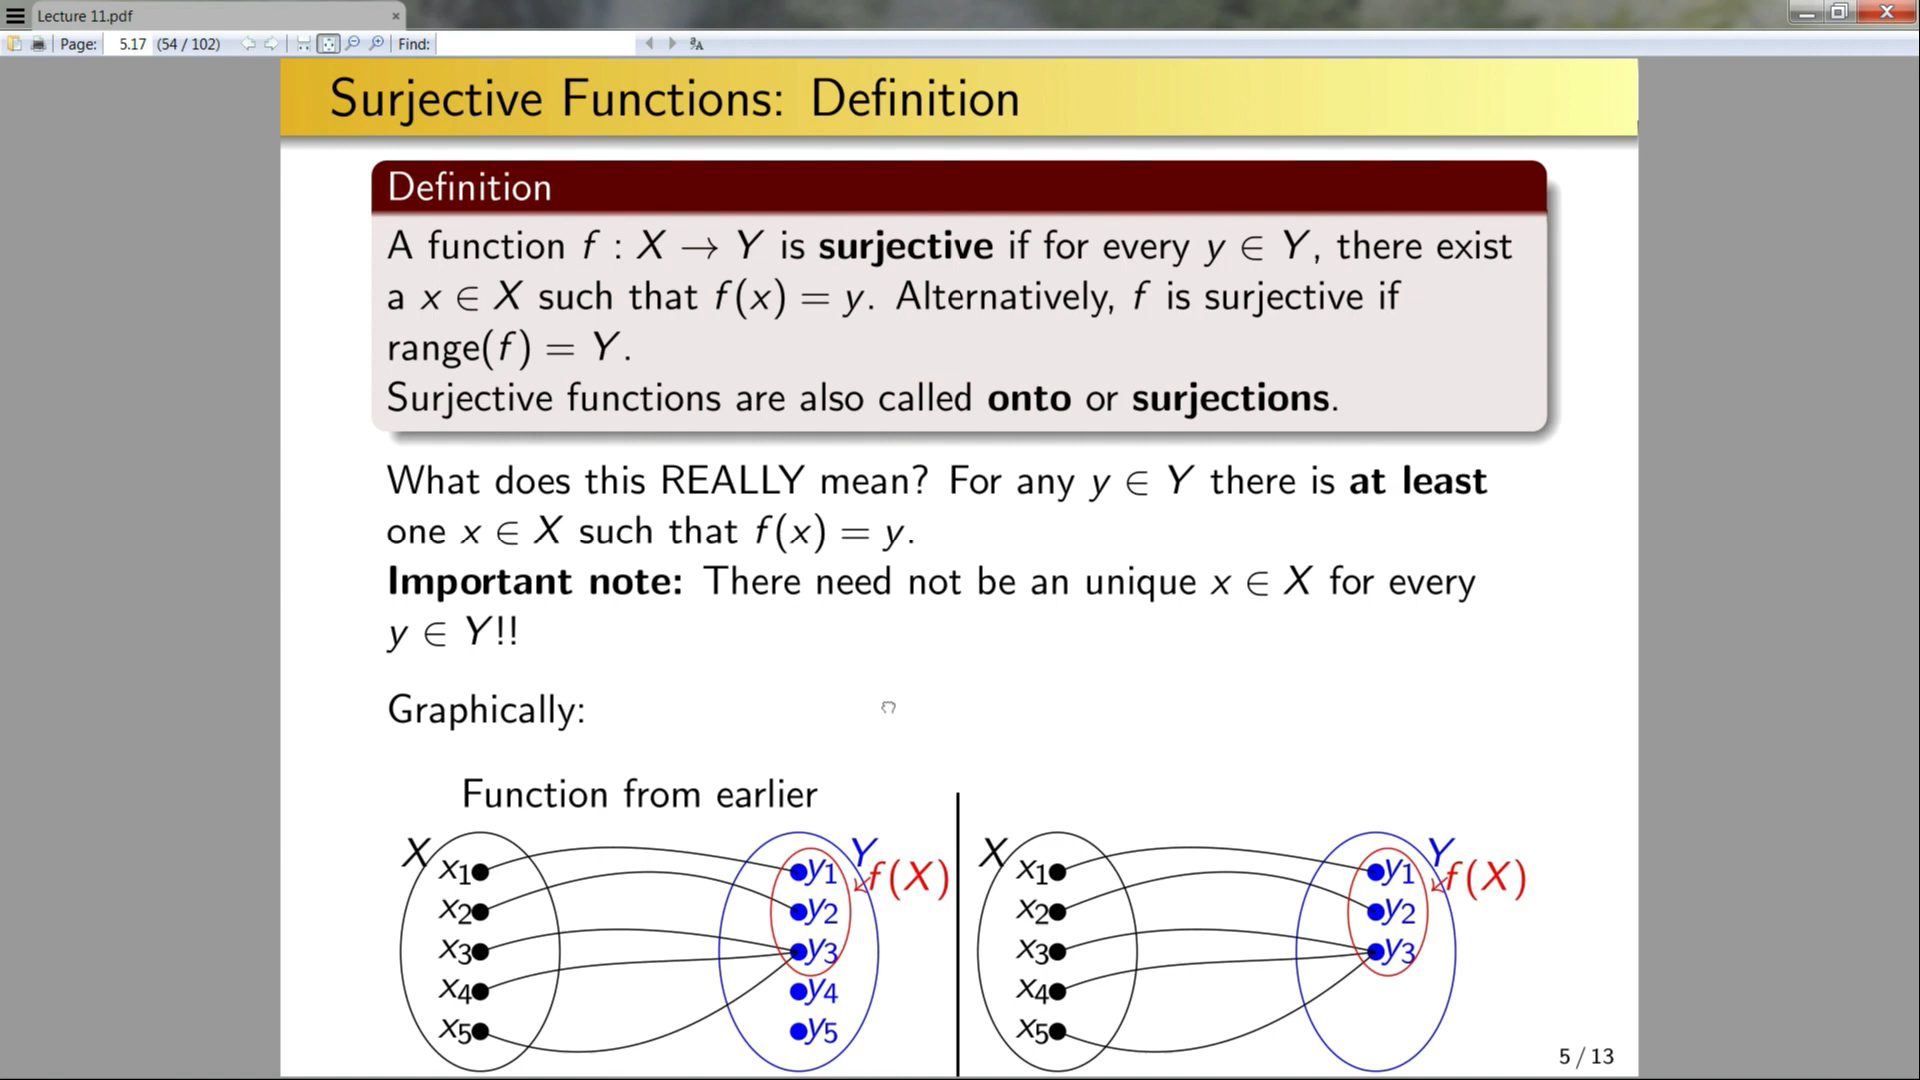 Lecture 11.pdf
Page: 5.17 (54 / 102) Find:
Surjective Functions: Definition
Definition
A function f : X → Y is surjective if for every y ∈ Y, there exist
a x ∈ X such that f(x) = y. Alternatively, f is surjective if
range(f) = Y.
Surjective functions are also called onto or surjections.
What does this REALLY mean? For any y ∈ Y there is at least
one x ∈ X such that f(x) = y.
Important note: There need not be an unique x ∈ X for every
y ∈ Y!!
Graphically:
Function from earlier
X Y X Y
x1 y1 f(X) x1 y1 f(X)
x2 y2 x2 y2
x3 y3 x3 y3
x4 y4 x4
x5 y5 x5
5 / 13